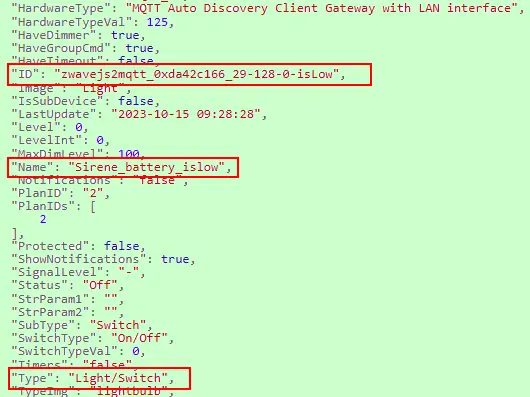 "HardwareType": "MQTT Auto Discovery Client Gateway with LAN interface",
"HardwareTypeVal": 125,
"HaveDimmer": true,
"HaveGroupCmd": true,
"HaveTimeout": false,
"ID": "zwavejs2mqtt_0xda42c166_29-128-0-isLow",
"Image": "Light",
"IsSubDevice": false,
"LastUpdate": "2023-10-15 09:28:28",
"Level": 0,
"LevelInt": 0,
"MaxDimLevel": 100,
"Name": "Sirene_battery_islow",
"Notifications": "false",
"PlanID": "2",
"PlanIDs": [
2
],
"Protected": false,
"ShowNotifications": true,
"SignalLevel": "-",
"Status": "Off",
"StrParam1": "",
"StrParam2": "",
"SubType": "Switch",
"SwitchType": "On/Off",
"SwitchTypeVal": 0,
"Timers": "false",
"Type": "Light/Switch",
"TypeImg": "lightbulb",